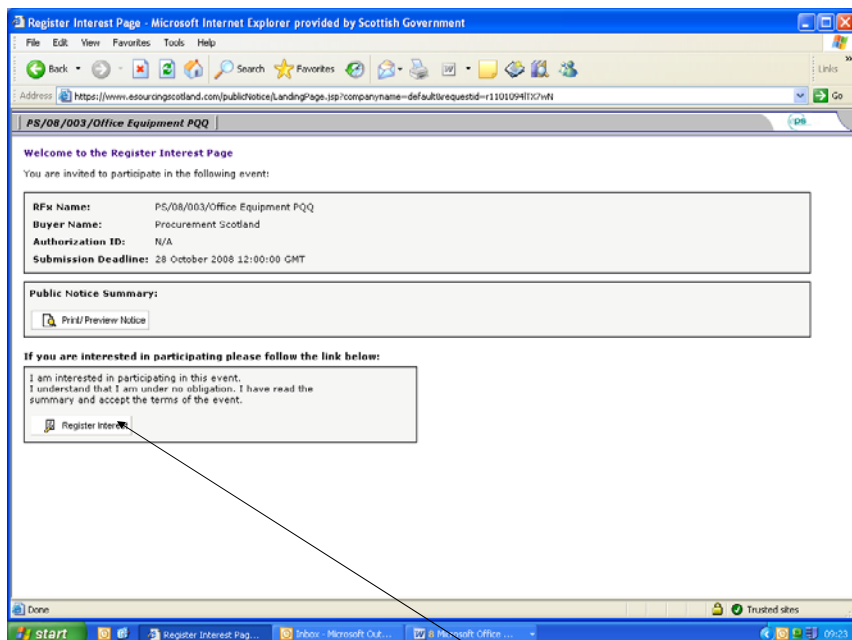 Register Interest Page - Microsoft Internet Explorer provided by Scottish Government
File Edit View Favorites Tools Help
Back Search Favorites Links
Address https://www.esourcingscotland.com/publicNotice/LandingPage.jsp?companyname=default&requestid= Go
PS/08/003/Office Equipment PQQ ps
Welcome to the Register Interest Page
You are invited to participate in the following event:
RFx Name: PS/08/003/Office Equipment PQQ
Buyer Name: Procurement Scotland
Authorization ID: N/A
Submission Deadline: 28 October 2008 12:00:00 GMT
Public Notice Summary:
Print/Preview Notice
If you are interested in participating please follow the link below:
I am interested in participating in this event.
I understand that I am under no obligation. I have read the
summary and accept the terms of the event.
Register Interest
Done Trusted sites
start Register Interest Pag... Inbox - Microsoft Out... 8 Microsoft Office ... 09:23